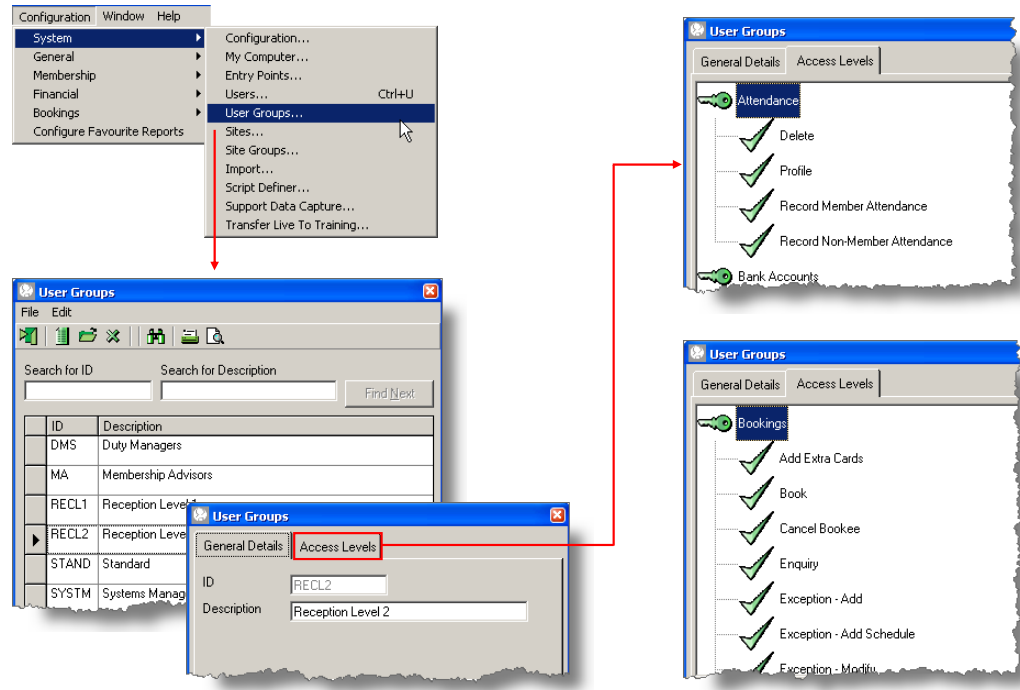 Configuration Window Help
System
General
Membership
Financial
Bookings
Configure Favourite Reports
Configuration...
My Computer...
Entry Points...
Users... Ctrl+U
User Groups...
Sites...
Site Groups...
Import...
Script Definer...
Support Data Capture...
Transfer Live To Training...
User Groups
File Edit
Search for ID Search for Description
Find Next
ID Description
DMS Duty Managers
MA Membership Advisors
RECL1 Reception Level 1
RECL2 Reception Leve
STAND Standard
SYSTM Systems Manag
User Groups
General Details Access Levels
ID RECL2
Description Reception Level 2
User Groups
General Details Access Levels
Attendance
Delete
Profile
Record Member Attendance
Record Non-Member Attendance
Bank Accounts
User Groups
General Details Access Levels
Bookings
Add Extra Cards
Book
Cancel Bookee
Enquiry
Exception - Add
Exception - Add Schedule
Exception - Modify